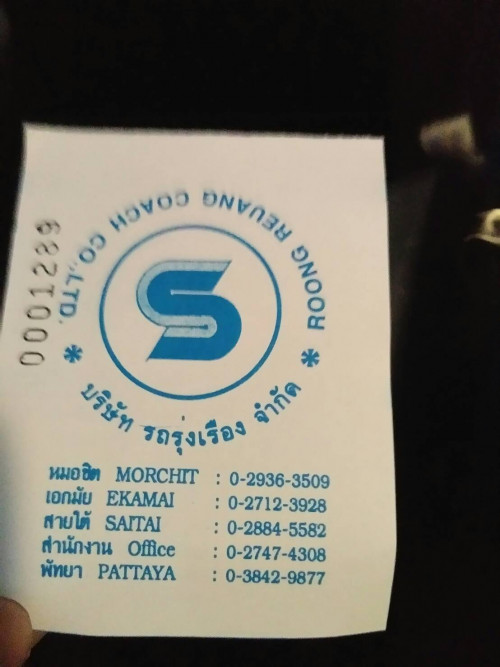 0001289
ROONG REUANG COACH CO.,LTD.
S
* บริษัท รถรุ่งเรือง จำกัด *
หมอชิต MORCHIT : 0-2936-3509
เอกมัย EKAMAI : 0-2712-3928
สายใต้ SAITAI : 0-2884-5582
สำนักงาน Office : 0-2747-4308
พัทยา PATTAYA : 0-3842-9877